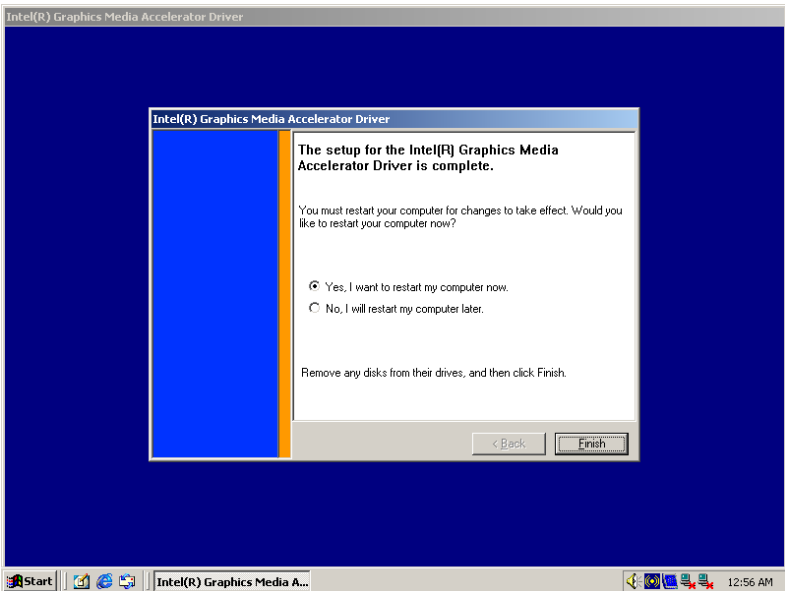 Intel(R) Graphics Media Accelerator Driver
Intel(R) Graphics Media Accelerator Driver
The setup for the Intel(R) Graphics Media
Accelerator Driver is complete.
You must restart your computer for changes to take effect. Would you
like to restart your computer now?
Yes, I want to restart my computer now.
No, I will restart my computer later.
Remove any disks from their drives, and then click Finish.
< Back
Finish
Start
Intel(R) Graphics Media A...
12:56 AM